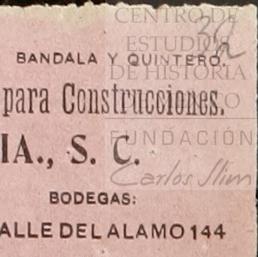 CENTRO DE
ESTUDIOS
DE HISTORIA
BANDALA Y QUINTERO.
para Construcciones.
IA., S. C.
FUNDACIÓN
Carlos Slim
BODEGAS:
ALLE DEL ALAMO 144